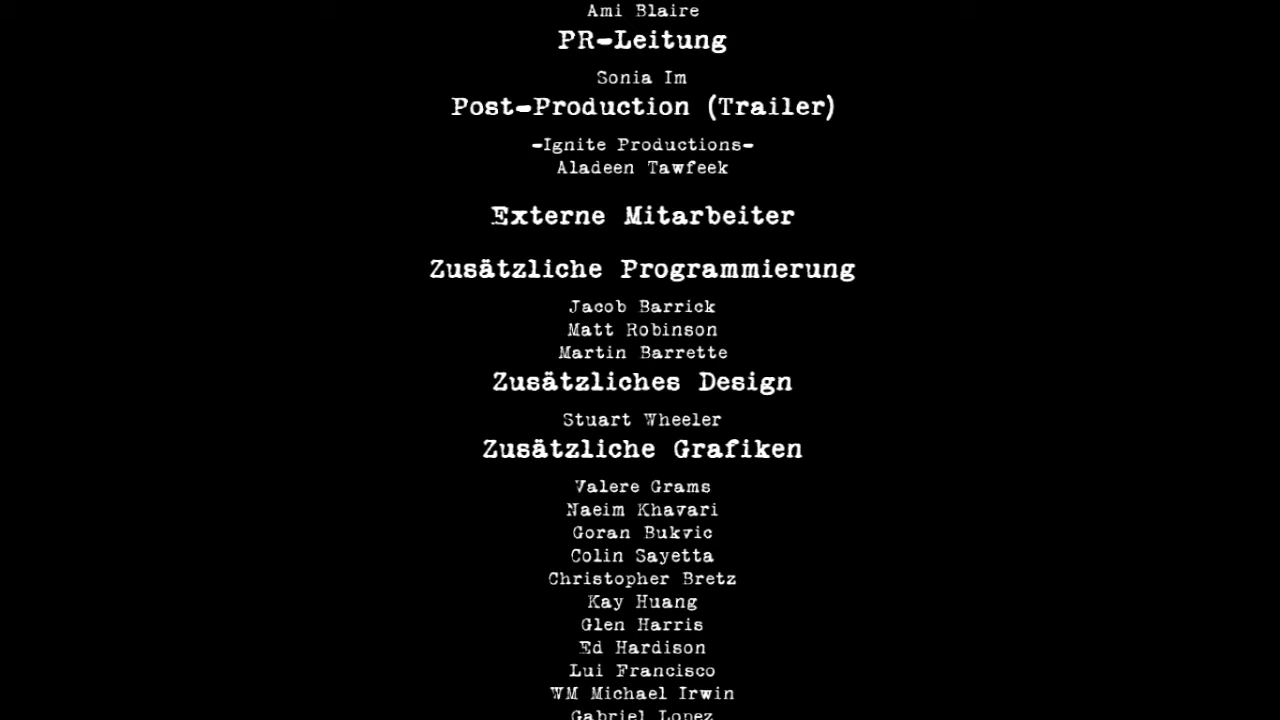 Ami Blaire
PR-Leitung
Sonia Im
Post-Production (Trailer)
-Ignite Productions-
Aladeen Tawfeek
Externe Mitarbeiter
Zusätzliche Programmierung
Jacob Barrick
Matt Robinson
Martin Barrette
Zusätzliches Design
Stuart Wheeler
Zusätzliche Grafiken
Valere Grams
Naeim Khavari
Goran Bukvic
Colin Sayetta
Christopher Bretz
Kay Huang
Glen Harris
Ed Hardison
Lui Francisco
WM Michael Irwin
Gabriel Lopez